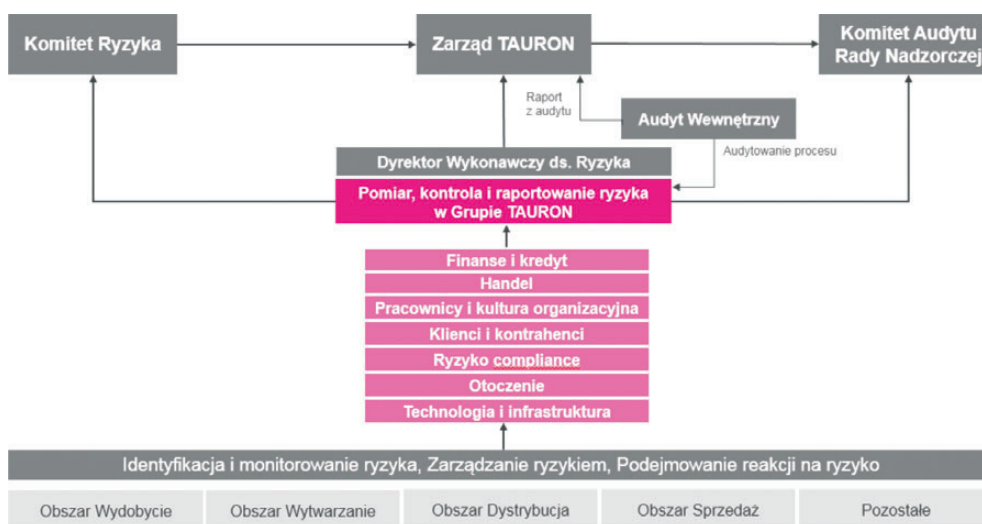 Komitet Ryzyka
Zarząd TAURON
Komitet Audytu
Rady Nadzorczej
Raport
z audytu
Audyt Wewnętrzny
Audytowanie procesu
Dyrektor Wykonawczy ds. Ryzyka
Pomiar, kontrola i raportowanie ryzyka
w Grupie TAURON
Finanse i kredyt
Handel
Pracownicy i kultura organizacyjna
Klienci i kontrahenci
Ryzyko compliance
Otoczenie
Technologia i infrastruktura
Identyfikacja i monitorowanie ryzyka, Zarządzanie ryzykiem, Podejmowanie reakcji na ryzyko
Obszar Wydobycie
Obszar Wytwarzanie
Obszar Dystrybucja
Obszar Sprzedaż
Pozostałe